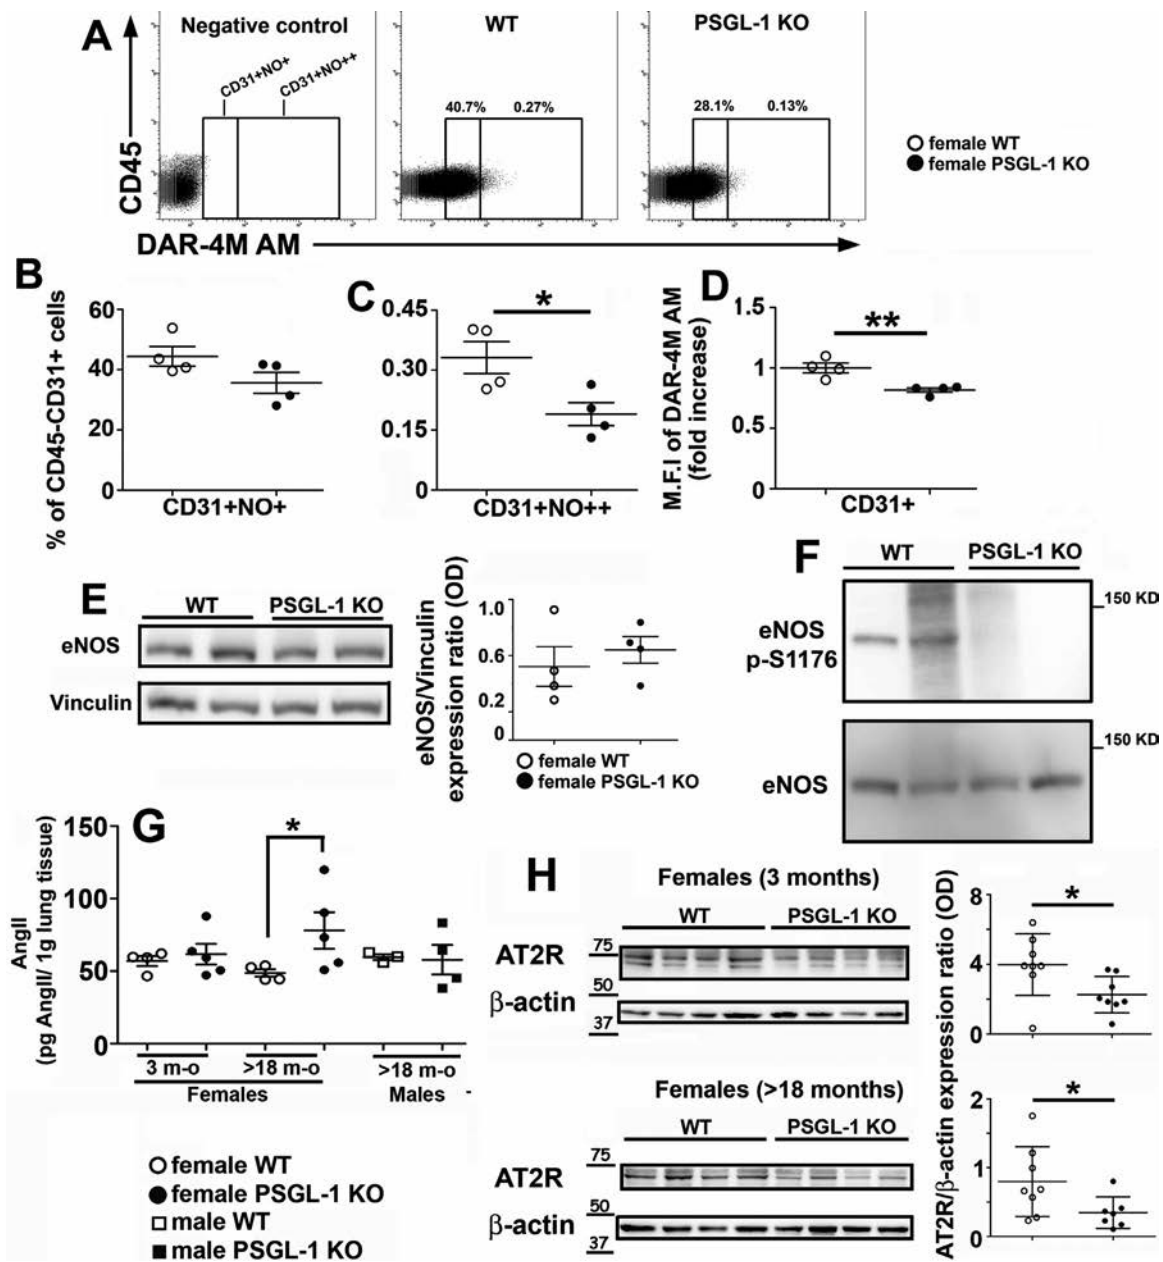 A
Negative control
WT
PSGL-1 KO
CD31+NO+
CD31+NO++
40.7%
0.27%
28.1%
0.13%
CD45
DAR-4M AM
female WT
female PSGL-1 KO
B
% of CD45-CD31+ cells
60
40
20
0
CD31+NO+
C
0.45
0.30
0.15
0
*
CD31+NO++
D
M.F.I of DAR-4M AM
(fold increase)
1.5
1
0.5
0
**
CD31+
E
WT
PSGL-1 KO
eNOS
Vinculin
eNOS/Vinculin
expression ratio (OD)
1.0
0.6
0.2
0
female WT
female PSGL-1 KO
F
WT
PSGL-1 KO
150 KD
eNOS
p-S1176
150 KD
eNOS
G
AngII
(pg AngII/ 1g lung tissue)
150
100
50
0
*
3 m-o
>18 m-o
>18 m-o
Females
Males
female WT
female PSGL-1 KO
male WT
male PSGL-1 KO
H
Females (3 months)
WT
PSGL-1 KO
AT2R
75
50
β-actin
37
Females (>18 months)
WT
PSGL-1 KO
AT2R
75
50
β-actin
37
AT2R/β-actin expression ratio (OD)
8
4
0
*
2
1
0
*